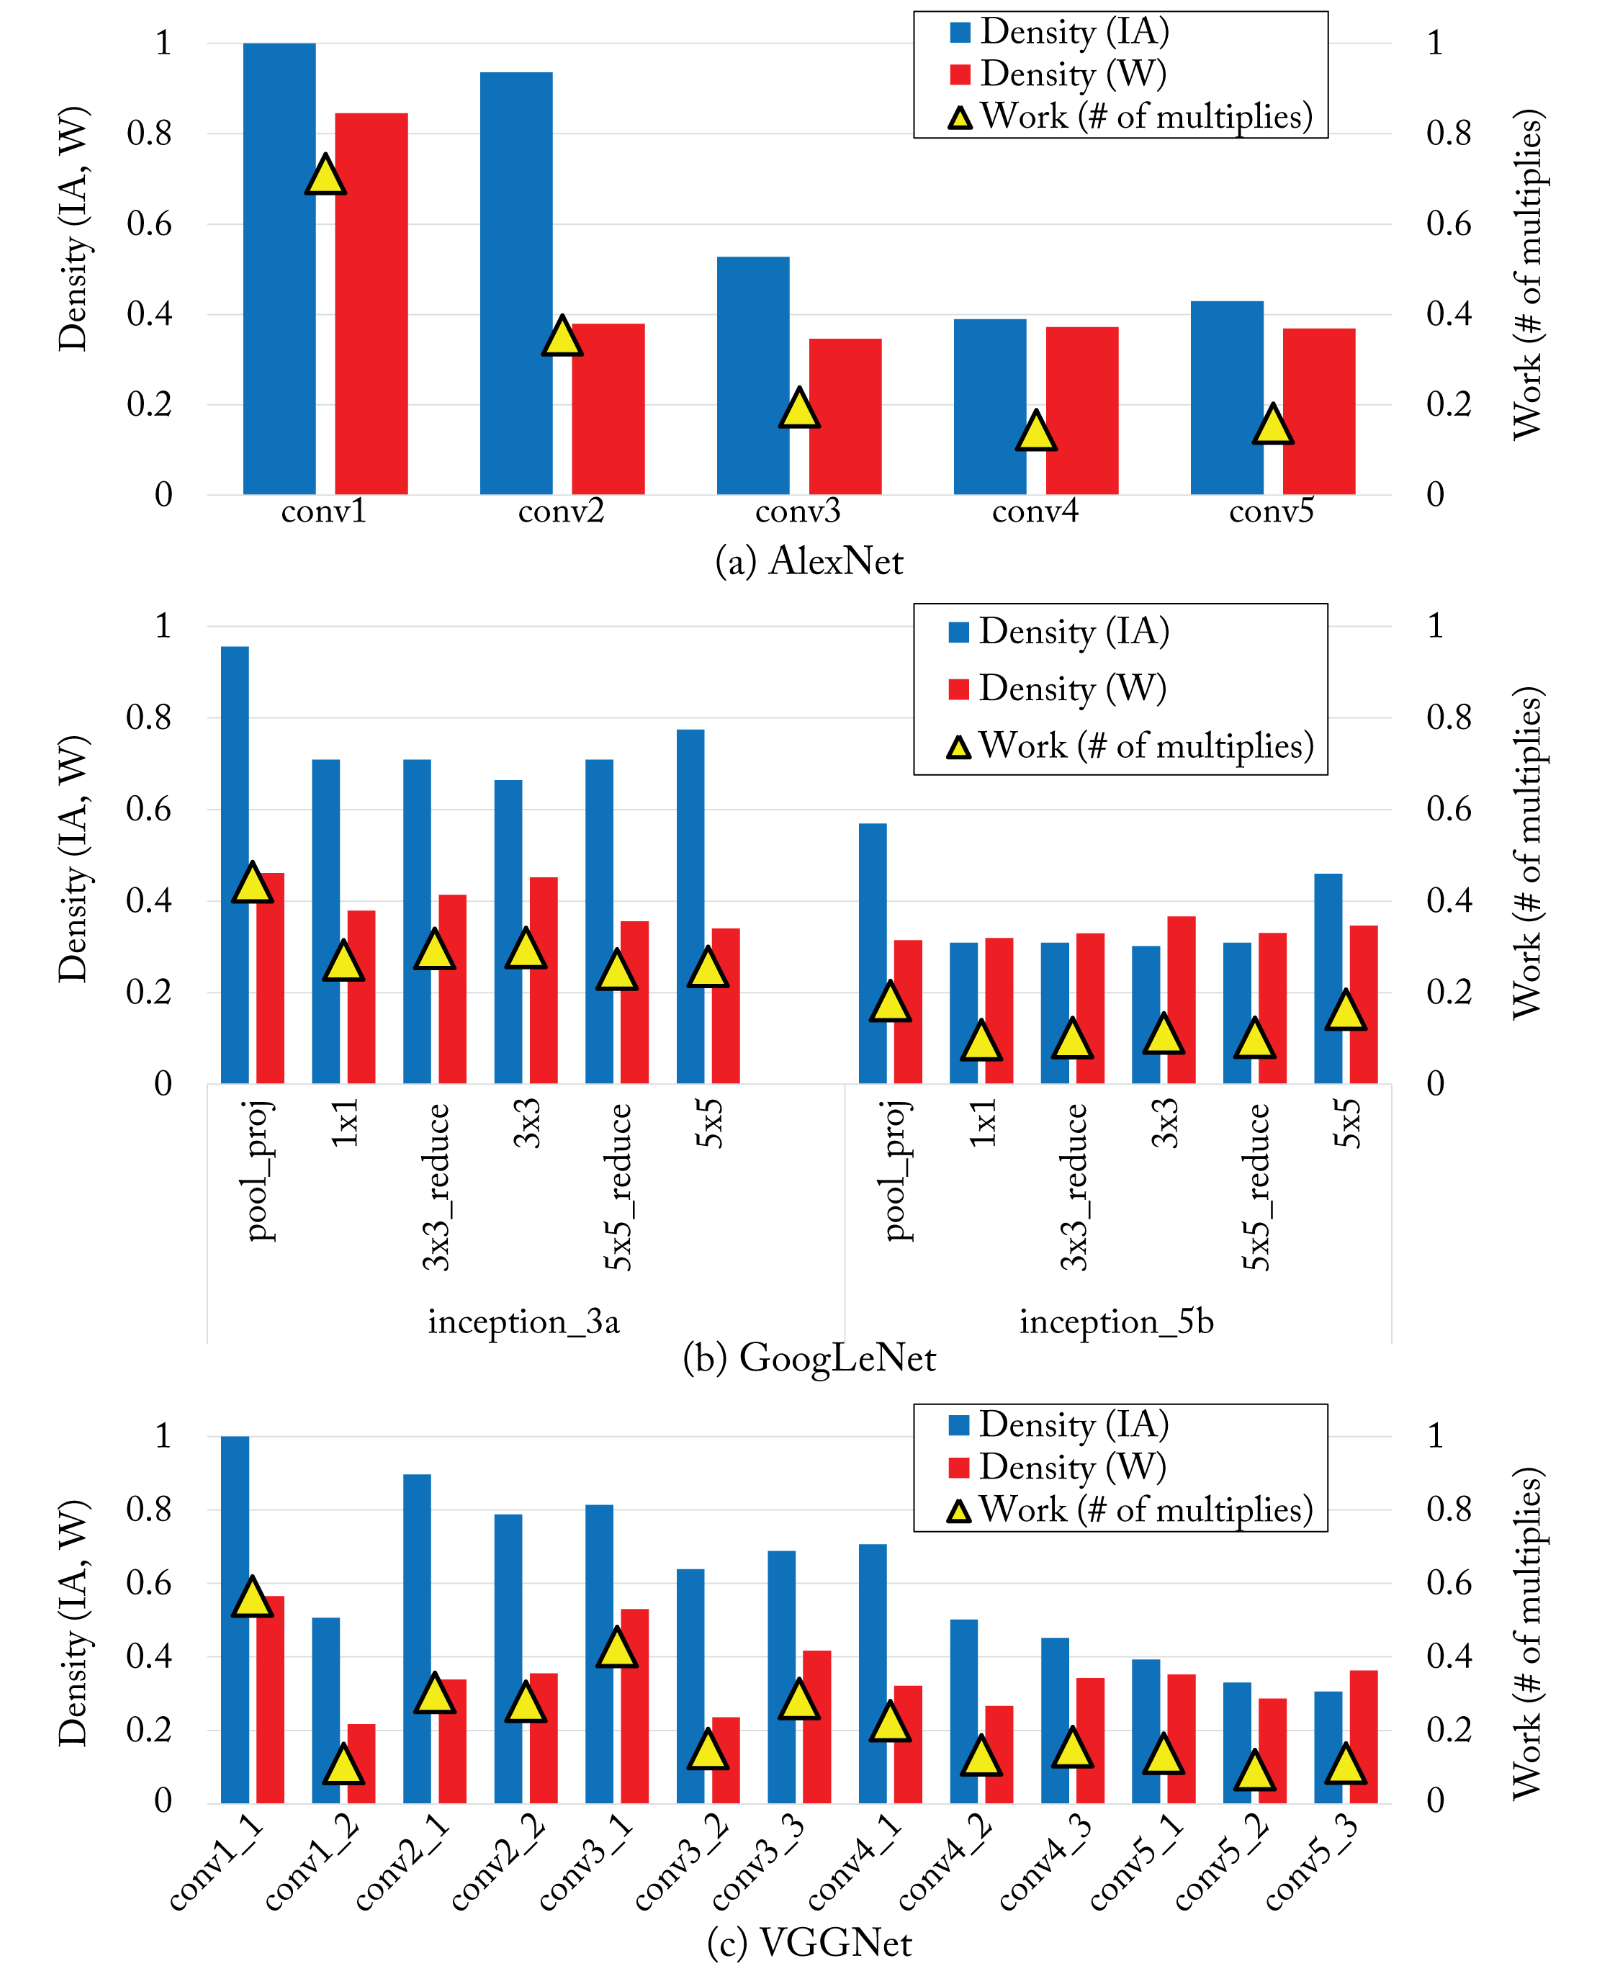 Density (IA)
Density (W)
Work (# of multiplies)
Density (IA, W)
1
0.8
0.6
0.4
0.2
0
1
0.8
0.6
0.4
0.2
0
Work (# of multiplies)
conv1 conv2 conv3 conv4 conv5
(a) AlexNet
Density (IA)
Density (W)
Work (# of multiplies)
Density (IA, W)
1
0.8
0.6
0.4
0.2
0
1
0.8
0.6
0.4
0.2
0
Work (# of multiplies)
pool_proj
1x1
3x3_reduce
3x3
5x5_reduce
5x5
pool_proj
1x1
3x3_reduce
3x3
5x5_reduce
5x5
inception_3a inception_5b
(b) GoogLeNet
Density (IA)
Density (W)
Work (# of multiplies)
Density (IA, W)
1
0.8
0.6
0.4
0.2
0
1
0.8
0.6
0.4
0.2
0
Work (# of multiplies)
conv1_1
conv1_2
conv2_1
conv2_2
conv3_1
conv3_2
conv3_3
conv4_1
conv4_2
conv4_3
conv5_1
conv5_2
conv5_3
(c) VGGNet